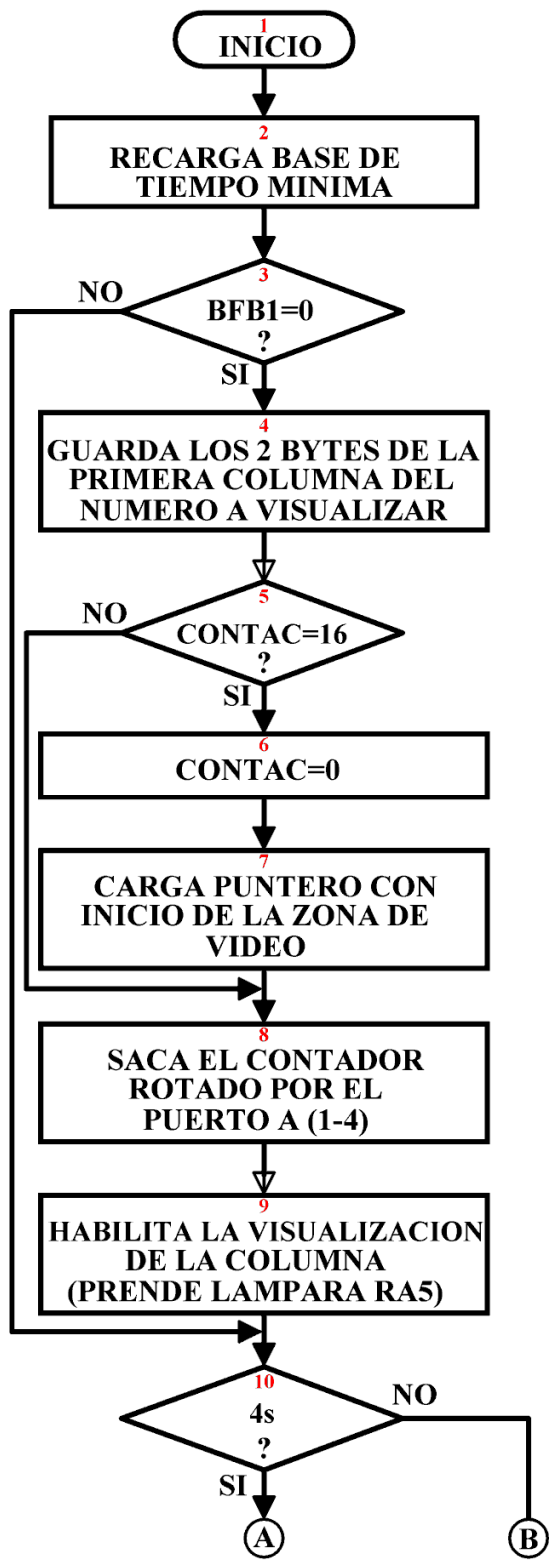 1
INICIO
2
RECARGA BASE DE
TIEMPO MINIMA
3
NO
BFB1=0
?
SI
4
GUARDA LOS 2 BYTES DE LA
PRIMERA COLUMNA DEL
NUMERO A VISUALIZAR
5
NO
CONTAC=16
?
SI
6
CONTAC=0
7
CARGA PUNTERO CON
INICIO DE LA ZONA DE
VIDEO
8
SACA EL CONTADOR
ROTADO POR EL
PUERTO A (1-4)
9
HABILITA LA VISUALIZACION
DE LA COLUMNA
(PRENDE LAMPARA RA5)
10
NO
4s
?
SI
A
B